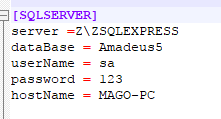 [SQLSERVER]
server =Z\ZSQLEXPRESS
dataBase = Amadeus5
userName = sa
password = 123
hostName = MAGO-PC